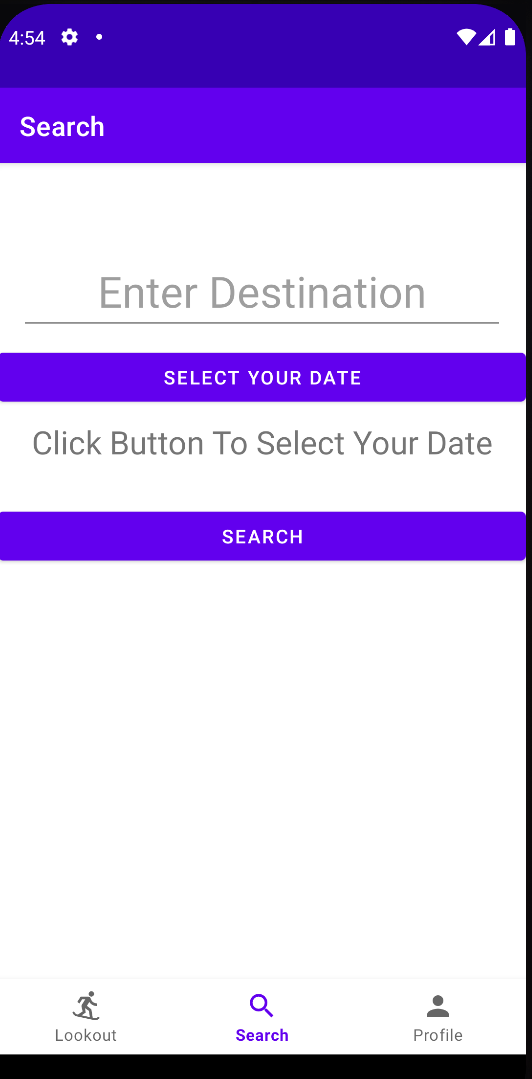 4:54
Search
Enter Destination
SELECT YOUR DATE
Click Button To Select Your Date
SEARCH
Lookout
Search
Profile